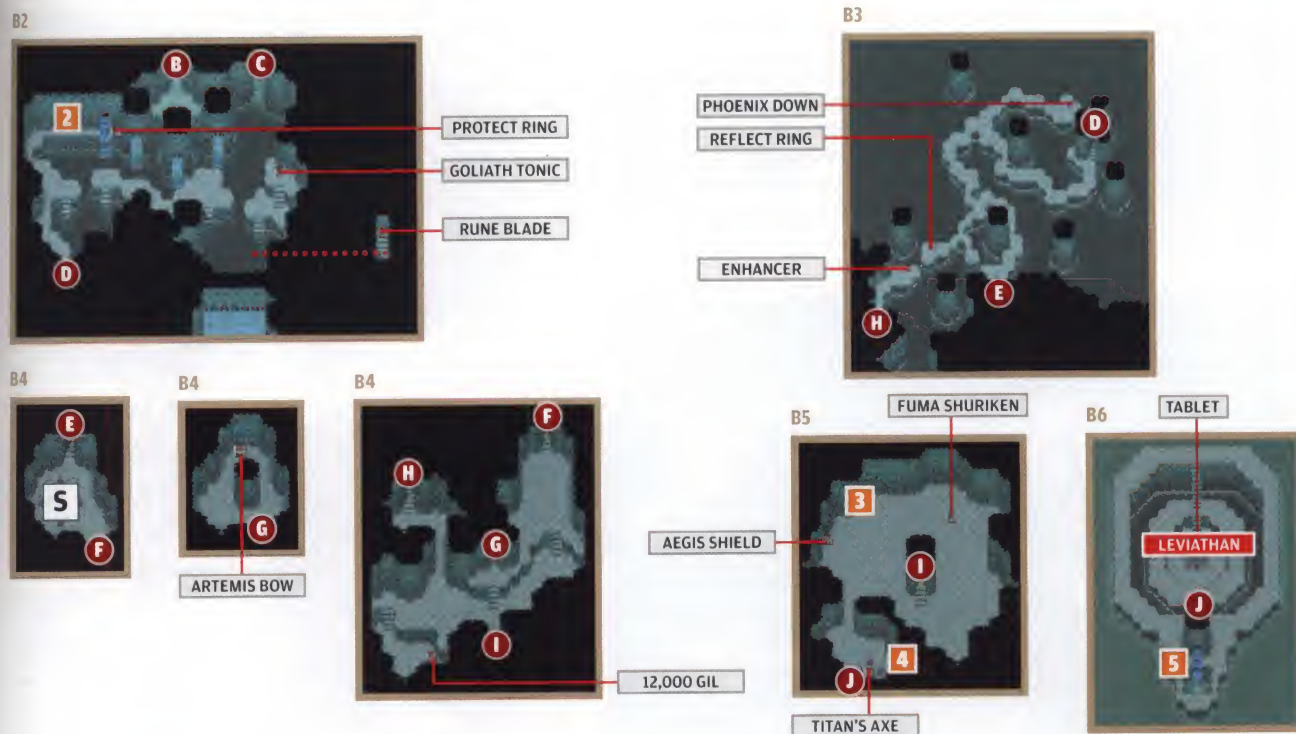 B2
B
C
2
PROTECT RING
GOLIATH TONIC
RUNE BLADE
D
B3
PHOENIX DOWN
REFLECT RING
ENHANCER
D
E
H
B4
E
S
F
B4
G
ARTEMIS BOW
B4
F
H
G
I
12,000 GIL
B5
FUMA SHURIKEN
3
AEGIS SHIELD
I
4
J
TITAN'S AXE
B6
TABLET
LEVIATHAN
J
5